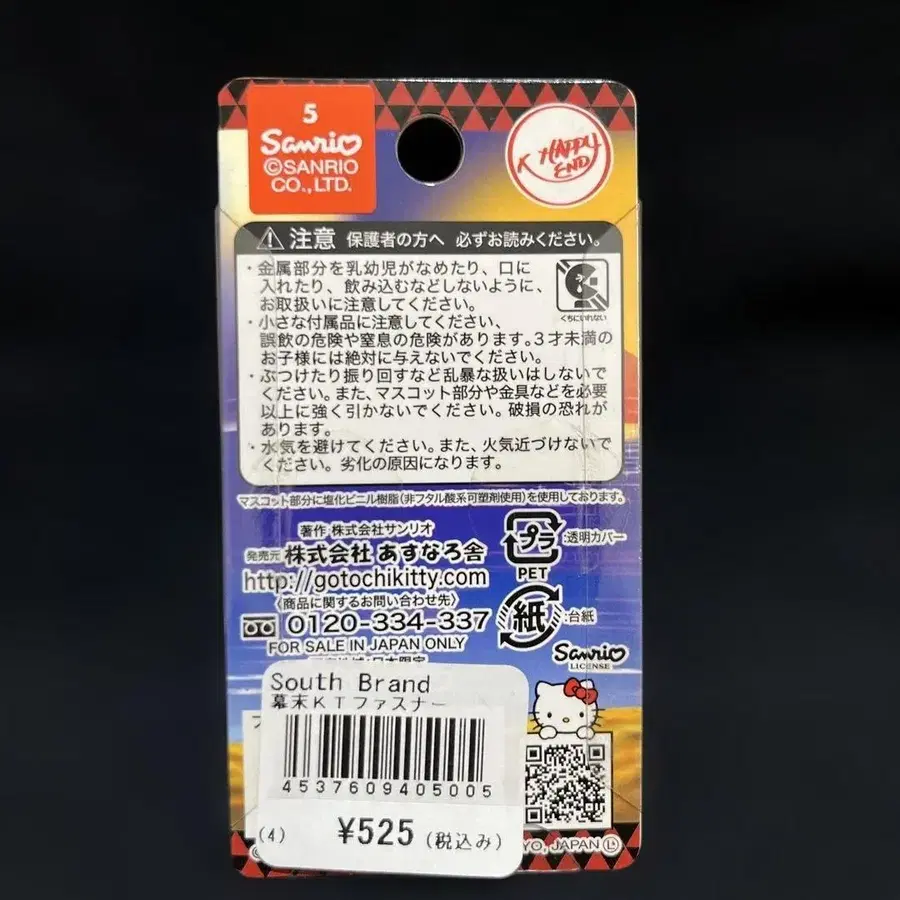 5
Sanrio
©SANRIO
CO., LTD.
K HAPPY
END
注意 保護者の方へ 必ずお読みください。
・金属部分を乳幼児がなめたり、口に
入れたり、飲み込むなどしないように、
お取扱いに注意してください。
くちにいれない
・小さな付属品に注意してください、
誤飲の危険や窒息の危険があります。3才未満の
お子様には絶対に与えないでください。
・ぶつけたり振り回すなど乱暴な扱いはしないで
ください。また、マスコット部分や金具などを必要
以上に強く引かないでください。破損の恐れが
あります。
・水気を避けてください。また、火気近づけないで
ください。劣化の原因になります。
マスコット部分に塩化ビニル樹脂(非フタル酸系可塑剤使用)を使用しております。
著作 株式会社サンリオ
発売元 株式会社 あすなろ舎
http://gotochikitty.com
〈商品に関するお問い合わせ先〉
0120-334-337
FOR SALE IN JAPAN ONLY
プラ :透明カバー
PET
紙 :台紙
Sanrio
LICENSE
South Brand
幕末KTファスナー
4537609405005
(4) ¥525 (税込み)
YO, JAPAN Ⓛ